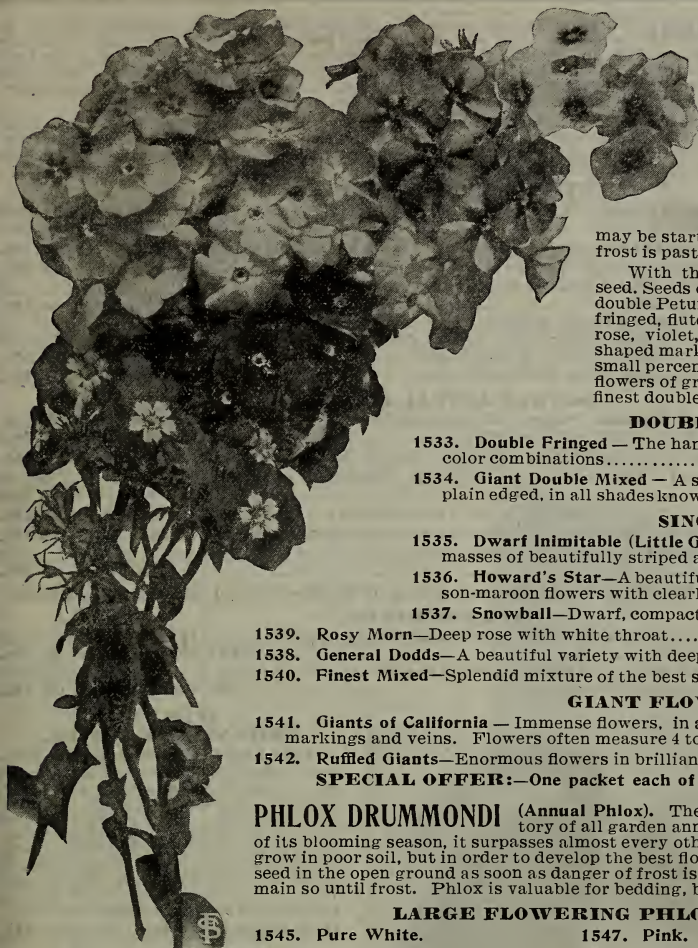 may be star
frost is past
With th
seed. Seeds
double Petu
fringed, flut
rose, violet,
shaped mar
small percen
flowers of gr
finest double
DOUB
1533. Double Fringed — The har
color combinations............
1534. Giant Double Mixed — A s
plain edged, in all shades know
SIN
1535. Dwarf Inimitable (Little G
masses of beautifully striped a
1536. Howard's Star—A beautifu
son-maroon flowers with clearl
1537. Snowball—Dwarf, compact
1539. Rosy Morn—Deep rose with white throat....
1538. General Dodds—A beautiful variety with deep
1540. Finest Mixed—Splendid mixture of the best s
GIANT FLO
1541. Giants of California — Immense flowers, in a
markings and veins. Flowers often measure 4 to
1542. Ruffled Giants—Enormous flowers in brillian
SPECIAL OFFER:—One packet each of
PHLOX DRUMMONDI (Annual Phlox). The
tory of all garden ann
of its blooming season, it surpasses almost every oth
grow in poor soil, but in order to develop the best flo
seed in the open ground as soon as danger of frost is
main so until frost. Phlox is valuable for bedding, b
LARGE FLOWERING PHLO
1545. Pure White. 1547. Pink.